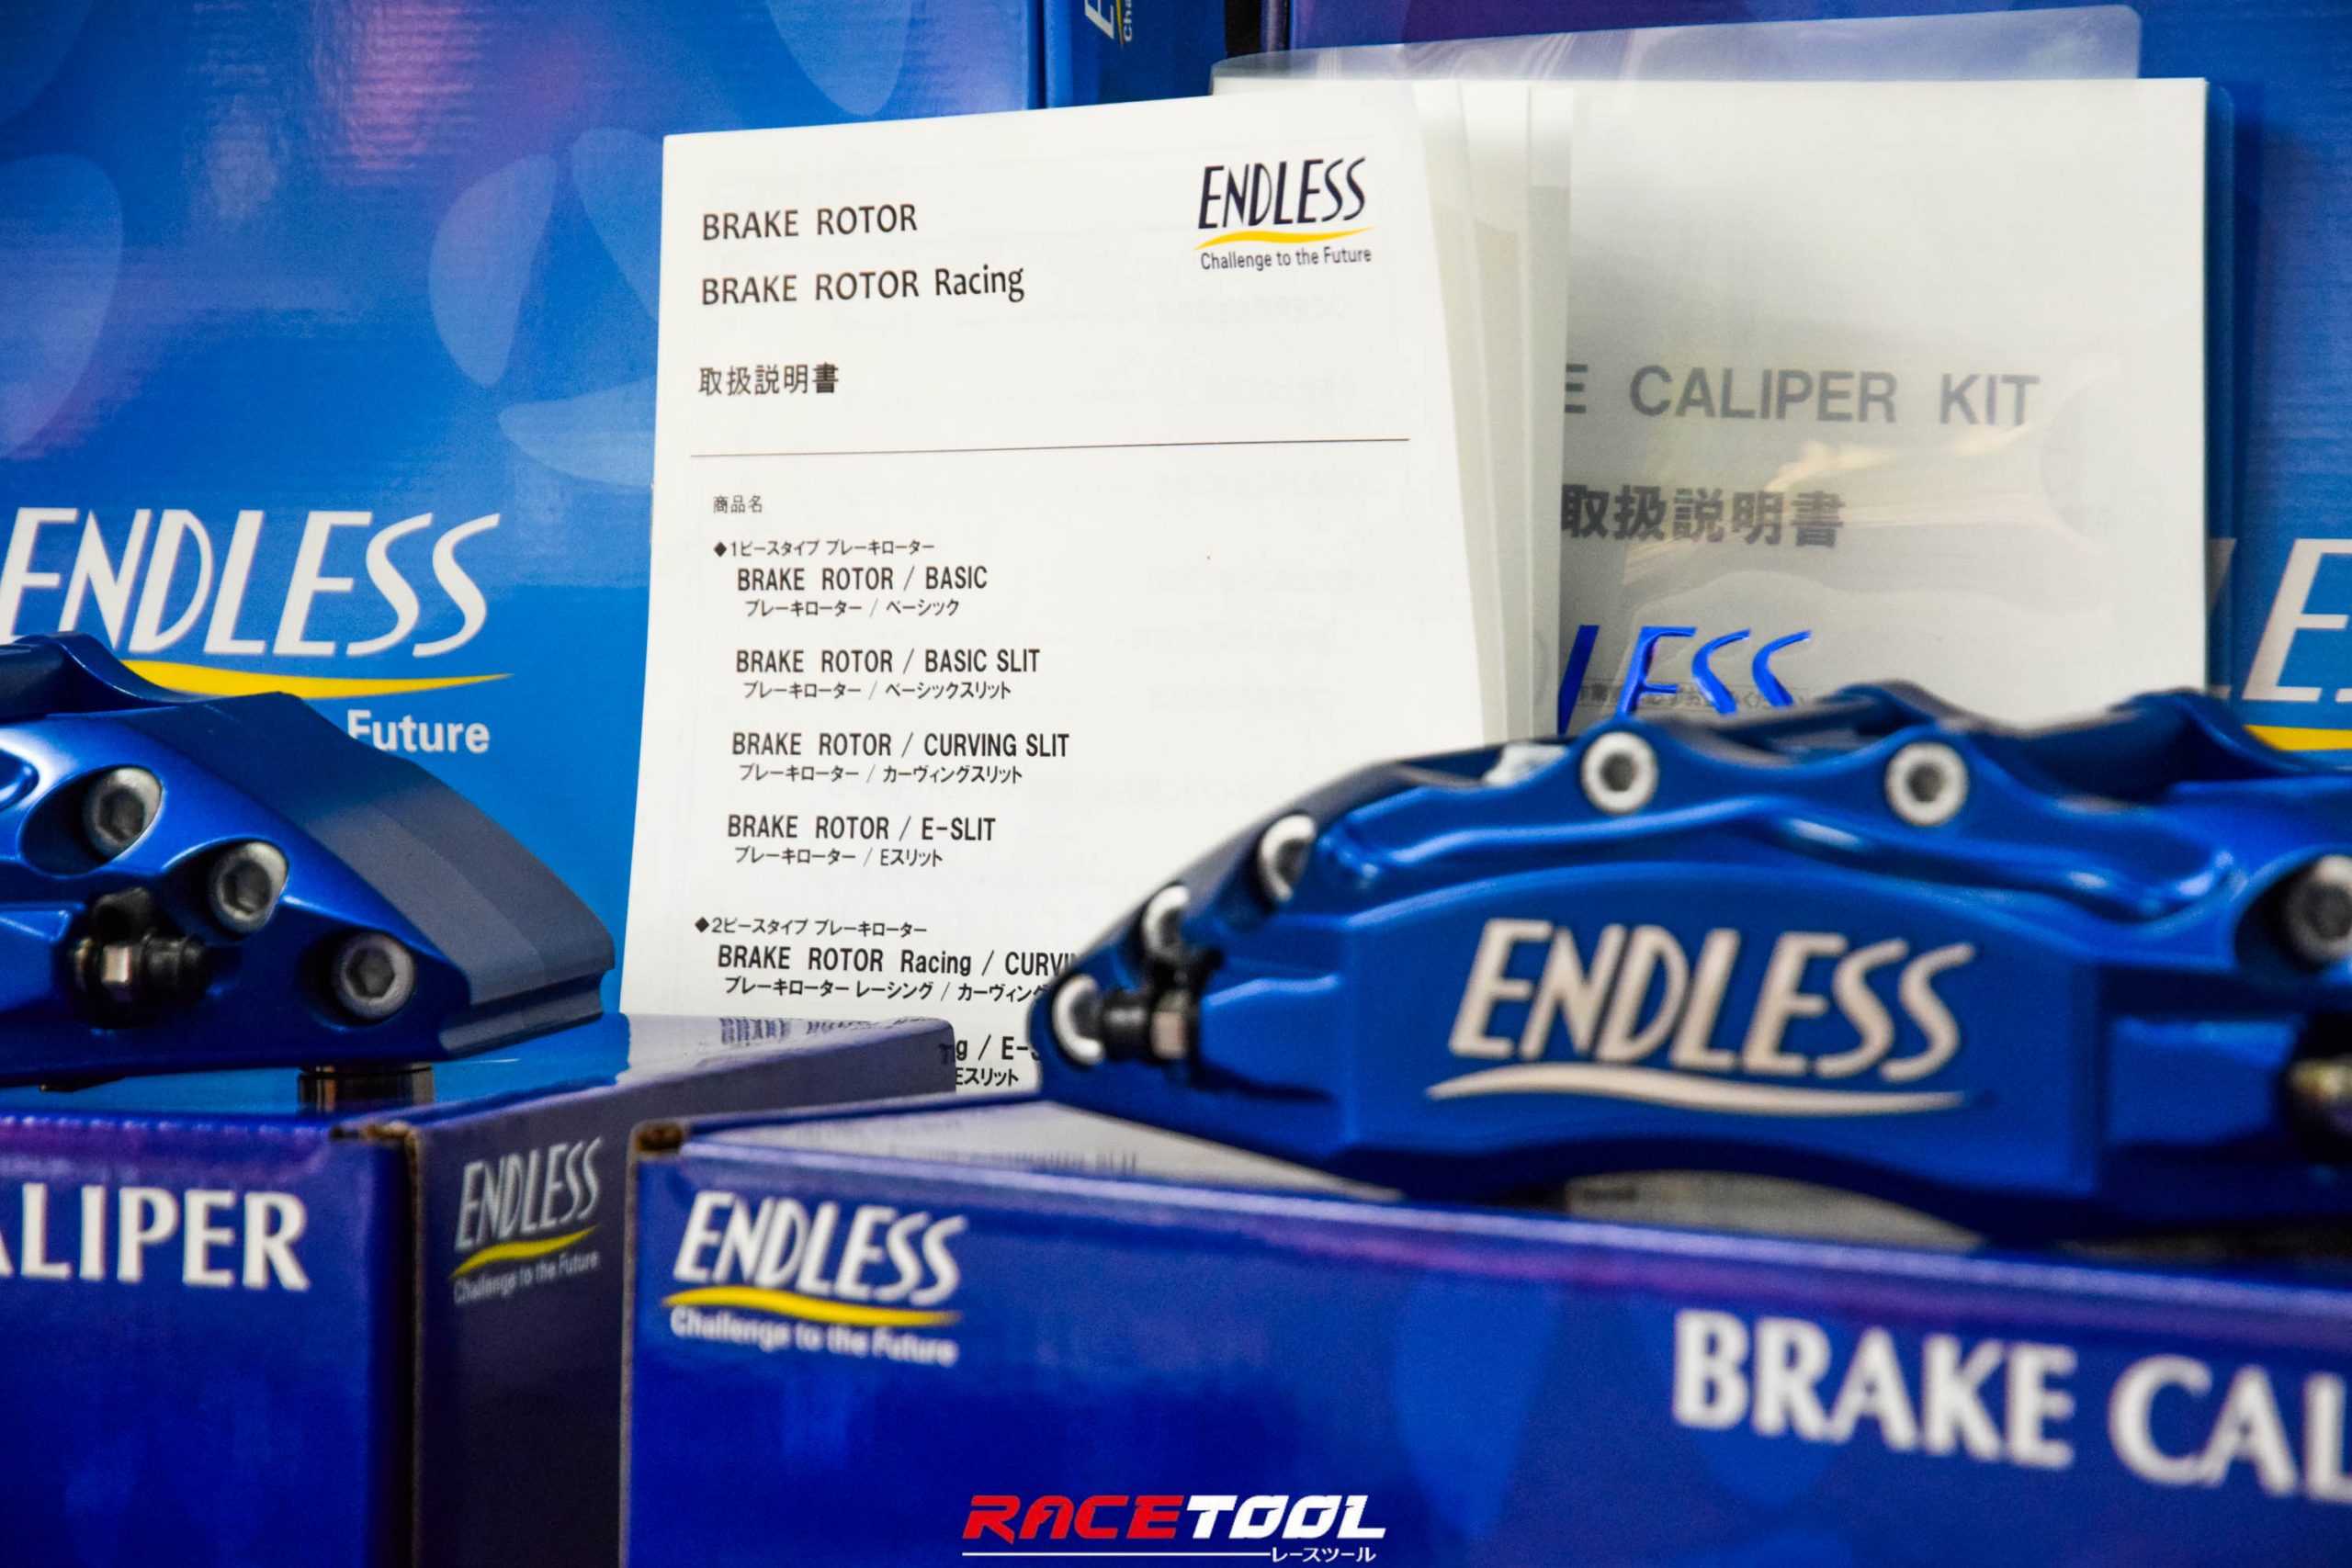 ENDLESS
Future
BRAKE ROTOR
BRAKE ROTOR Racing
ENDLESS
Challenge to the Future
取扱説明書
商品名
◆1ピースタイプ ブレーキローター
BRAKE ROTOR / BASIC
ブレーキローター / ベーシック
BRAKE ROTOR / BASIC SLIT
ブレーキローター / ベーシックスリット
BRAKE ROTOR / CURVING SLIT
ブレーキローター / カーヴィングスリット
BRAKE ROTOR / E-SLIT
ブレーキローター / Eスリット
◆2ピースタイプ ブレーキローター
BRAKE ROTOR Racing / CURVI
ブレーキローター レーシング / カーヴィング
g / E-S
Eスリット
E CALIPER KIT
取扱説明書
LESS
ENDLESS
ALIPER
ENDLESS
Challenge to the Future
ENDLESS
Challenge to the Future
BRAKE CAL
RACETOOL
レースツール